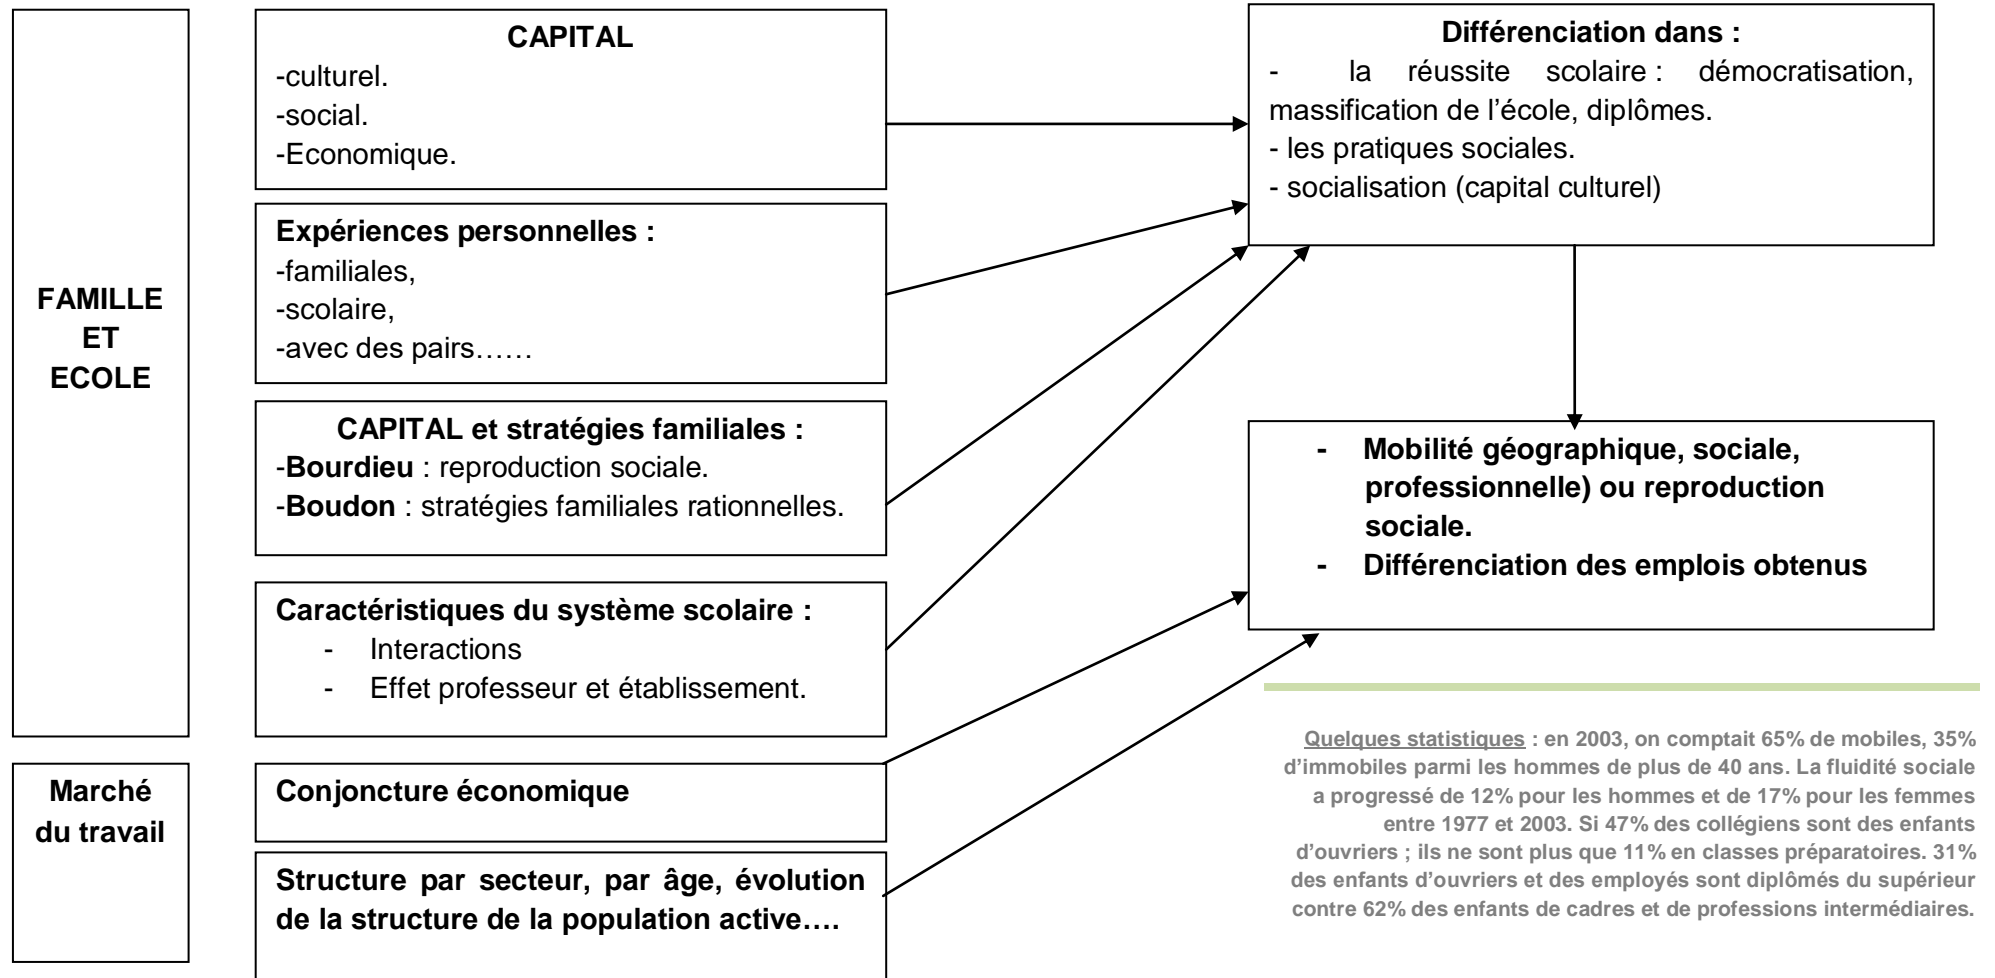 FAMILLE
ET
ECOLE
CAPITAL
-culturel.
-social.
-Economique.
Expériences personnelles :
-familiales,
-scolaire,
-avec des pairs……
CAPITAL et stratégies familiales :
-Bourdieu : reproduction sociale.
-Boudon : stratégies familiales rationnelles.
Caractéristiques du système scolaire :
- Interactions
- Effet professeur et établissement.
Marché
du travail
Conjoncture économique
Structure par secteur, par âge, évolution
de la structure de la population active….
Différenciation dans :
- la réussite scolaire : démocratisation,
massification de l’école, diplômes.
- les pratiques sociales.
- socialisation (capital culturel)
- Mobilité géographique, sociale,
professionnelle) ou reproduction
sociale.
- Différenciation des emplois obtenus
Quelques statistiques : en 2003, on comptait 65% de mobiles, 35%
d’immobiles parmi les hommes de plus de 40 ans. La fluidité sociale
a progressé de 12% pour les hommes et de 17% pour les femmes
entre 1977 et 2003. Si 47% des collégiens sont des enfants
d’ouvriers ; ils ne sont plus que 11% en classes préparatoires. 31%
des enfants d’ouvriers et des employés sont diplômés du supérieur
contre 62% des enfants de cadres et de professions intermédiaires.